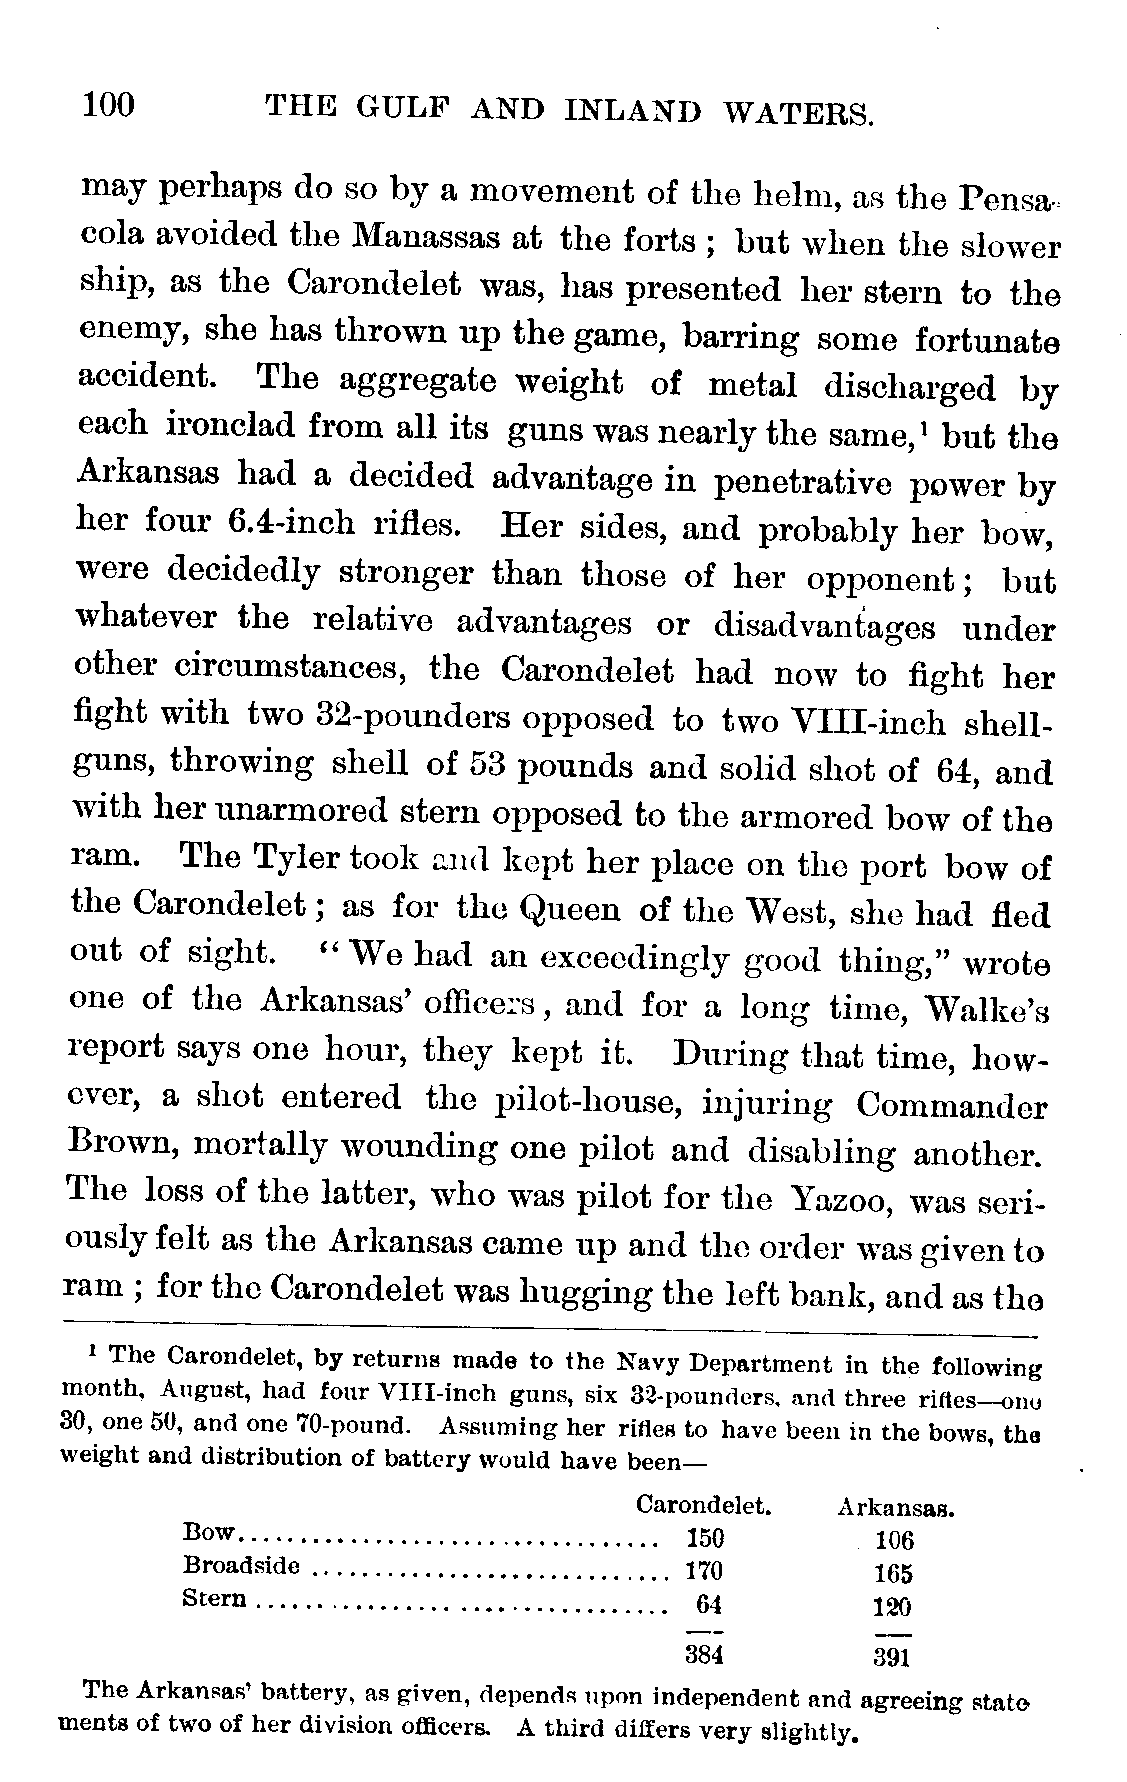 100 THE GULF AND INLAND WATERS.
may perhaps do so by a movement of the helm, as the Pensa-
cola avoided the Manassas at the forts ; but when the slower
ship, as the Carondelet was, has presented her stern to the
enemy, she has thrown up the game, barring some fortunate
accident. The aggregate weight of metal discharged by
each ironclad from all its guns was nearly the same,¹ but the
Arkansas had a decided advantage in penetrative power by
her four 6.4-inch rifles. Her sides, and probably her bow,
were decidedly stronger than those of her opponent ; but
whatever the relative advantages or disadvantages under
other circumstances, the Carondelet had now to fight her
fight with two 32-pounders opposed to two VIII-inch shell-
guns, throwing shell of 53 pounds and solid shot of 64, and
with her unarmored stern opposed to the armored bow of the
ram. The Tyler took and kept her place on the port bow of
the Carondelet ; as for the Queen of the West, she had fled
out of sight. “ We had an exceedingly good thing,” wrote
one of the Arkansas’ officers , and for a long time, Walke’s
report says one hour, they kept it. During that time, how-
ever, a shot entered the pilot-house, injuring Commander
Brown, mortally wounding one pilot and disabling another.
The loss of the latter, who was pilot for the Yazoo, was seri-
ously felt as the Arkansas came up and the order was given to
ram ; for the Carondelet was hugging the left bank, and as the
¹ The Carondelet, by returns made to the Navy Department in the following
month, August, had four VIII-inch guns, six 32-pounders, and three rifles—one
30, one 50, and one 70-pound. Assuming her rifles to have been in the bows, the
weight and distribution of battery would have been—
Carondelet. Arkansas.
Bow.................................. 150 106
Broadside ............................. 170 165
Stern ................................. 64 120
384 391
The Arkansas’ battery, as given, depends upon independent and agreeing state-
ments of two of her division officers. A third differs very slightly.